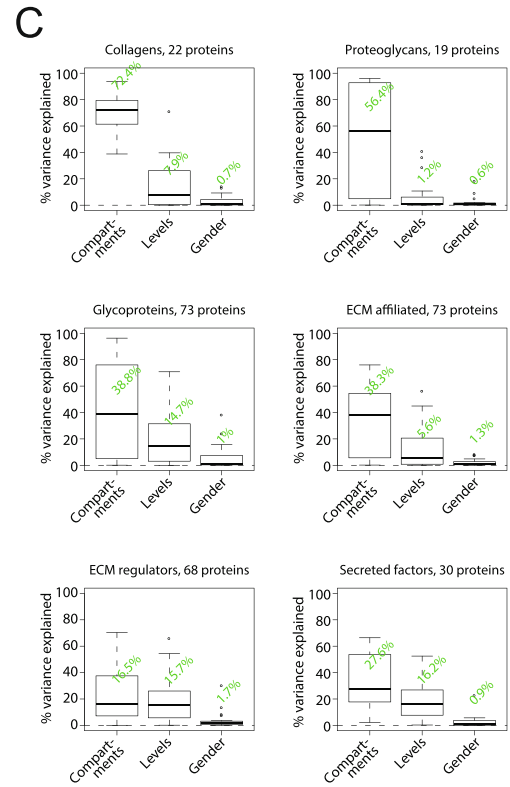 C
Collagens, 22 proteins
% variance explained
100
80
60
40
20
0
72.4%
7.9%
0.7%
Compart-
ments
Levels
Gender
Proteoglycans, 19 proteins
% variance explained
100
80
60
40
20
0
56.4%
1.2%
0.6%
Compart-
ments
Levels
Gender
Glycoproteins, 73 proteins
% variance explained
100
80
60
40
20
0
38.8%
14.7%
1%
Compart-
ments
Levels
Gender
ECM affiliated, 73 proteins
% variance explained
100
80
60
40
20
0
38.3%
5.6%
1.3%
Compart-
ments
Levels
Gender
ECM regulators, 68 proteins
% variance explained
100
80
60
40
20
0
16.5%
15.7%
1.7%
Compart-
ments
Levels
Gender
Secreted factors, 30 proteins
% variance explained
100
80
60
40
20
0
27.6%
16.2%
0.9%
Compart-
ments
Levels
Gender